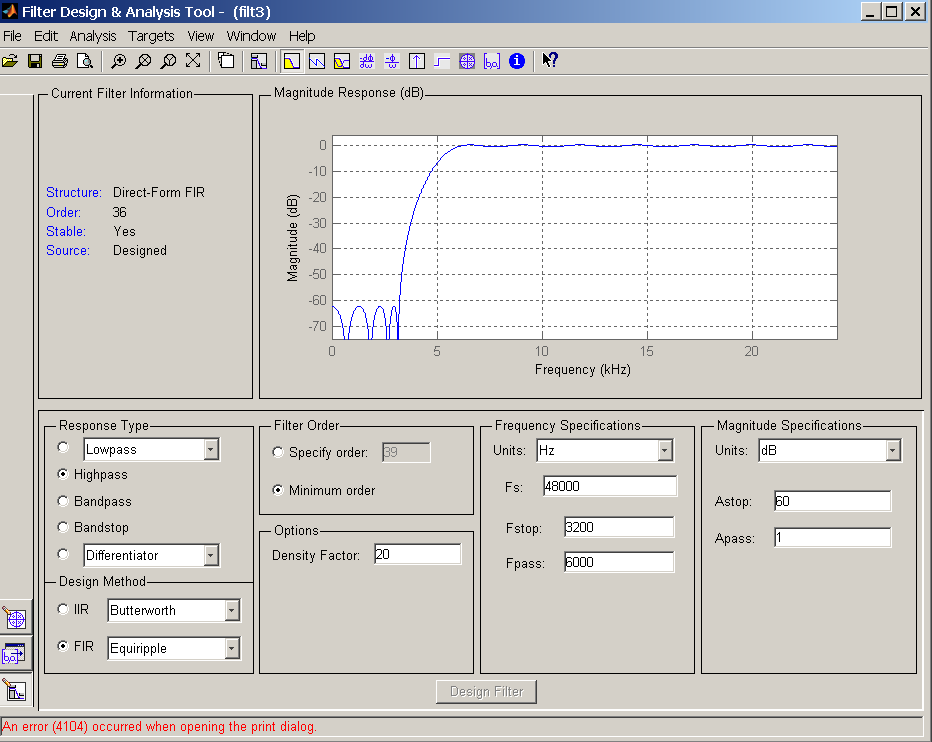 Filter Design & Analysis Tool - (filt3)
File Edit Analysis Targets View Window Help
Current Filter Information
Structure: Direct-Form FIR
Order: 36
Stable: Yes
Source: Designed
Magnitude Response (dB)
Magnitude (dB)
0
-10
-20
-30
-40
-50
-60
-70
0 5 10 15 20
Frequency (kHz)
Response Type
Lowpass
Highpass
Bandpass
Bandstop
Differentiator
Design Method
IIR Butterworth
FIR Equiripple
Filter Order
Specify order: 39
Minimum order
Options
Density Factor: 20
Frequency Specifications
Units: Hz
Fs: 48000
Fstop: 3200
Fpass: 6000
Magnitude Specifications
Units: dB
Astop: 60
Apass: 1
Design Filter
An error (4104) occurred when opening the print dialog.